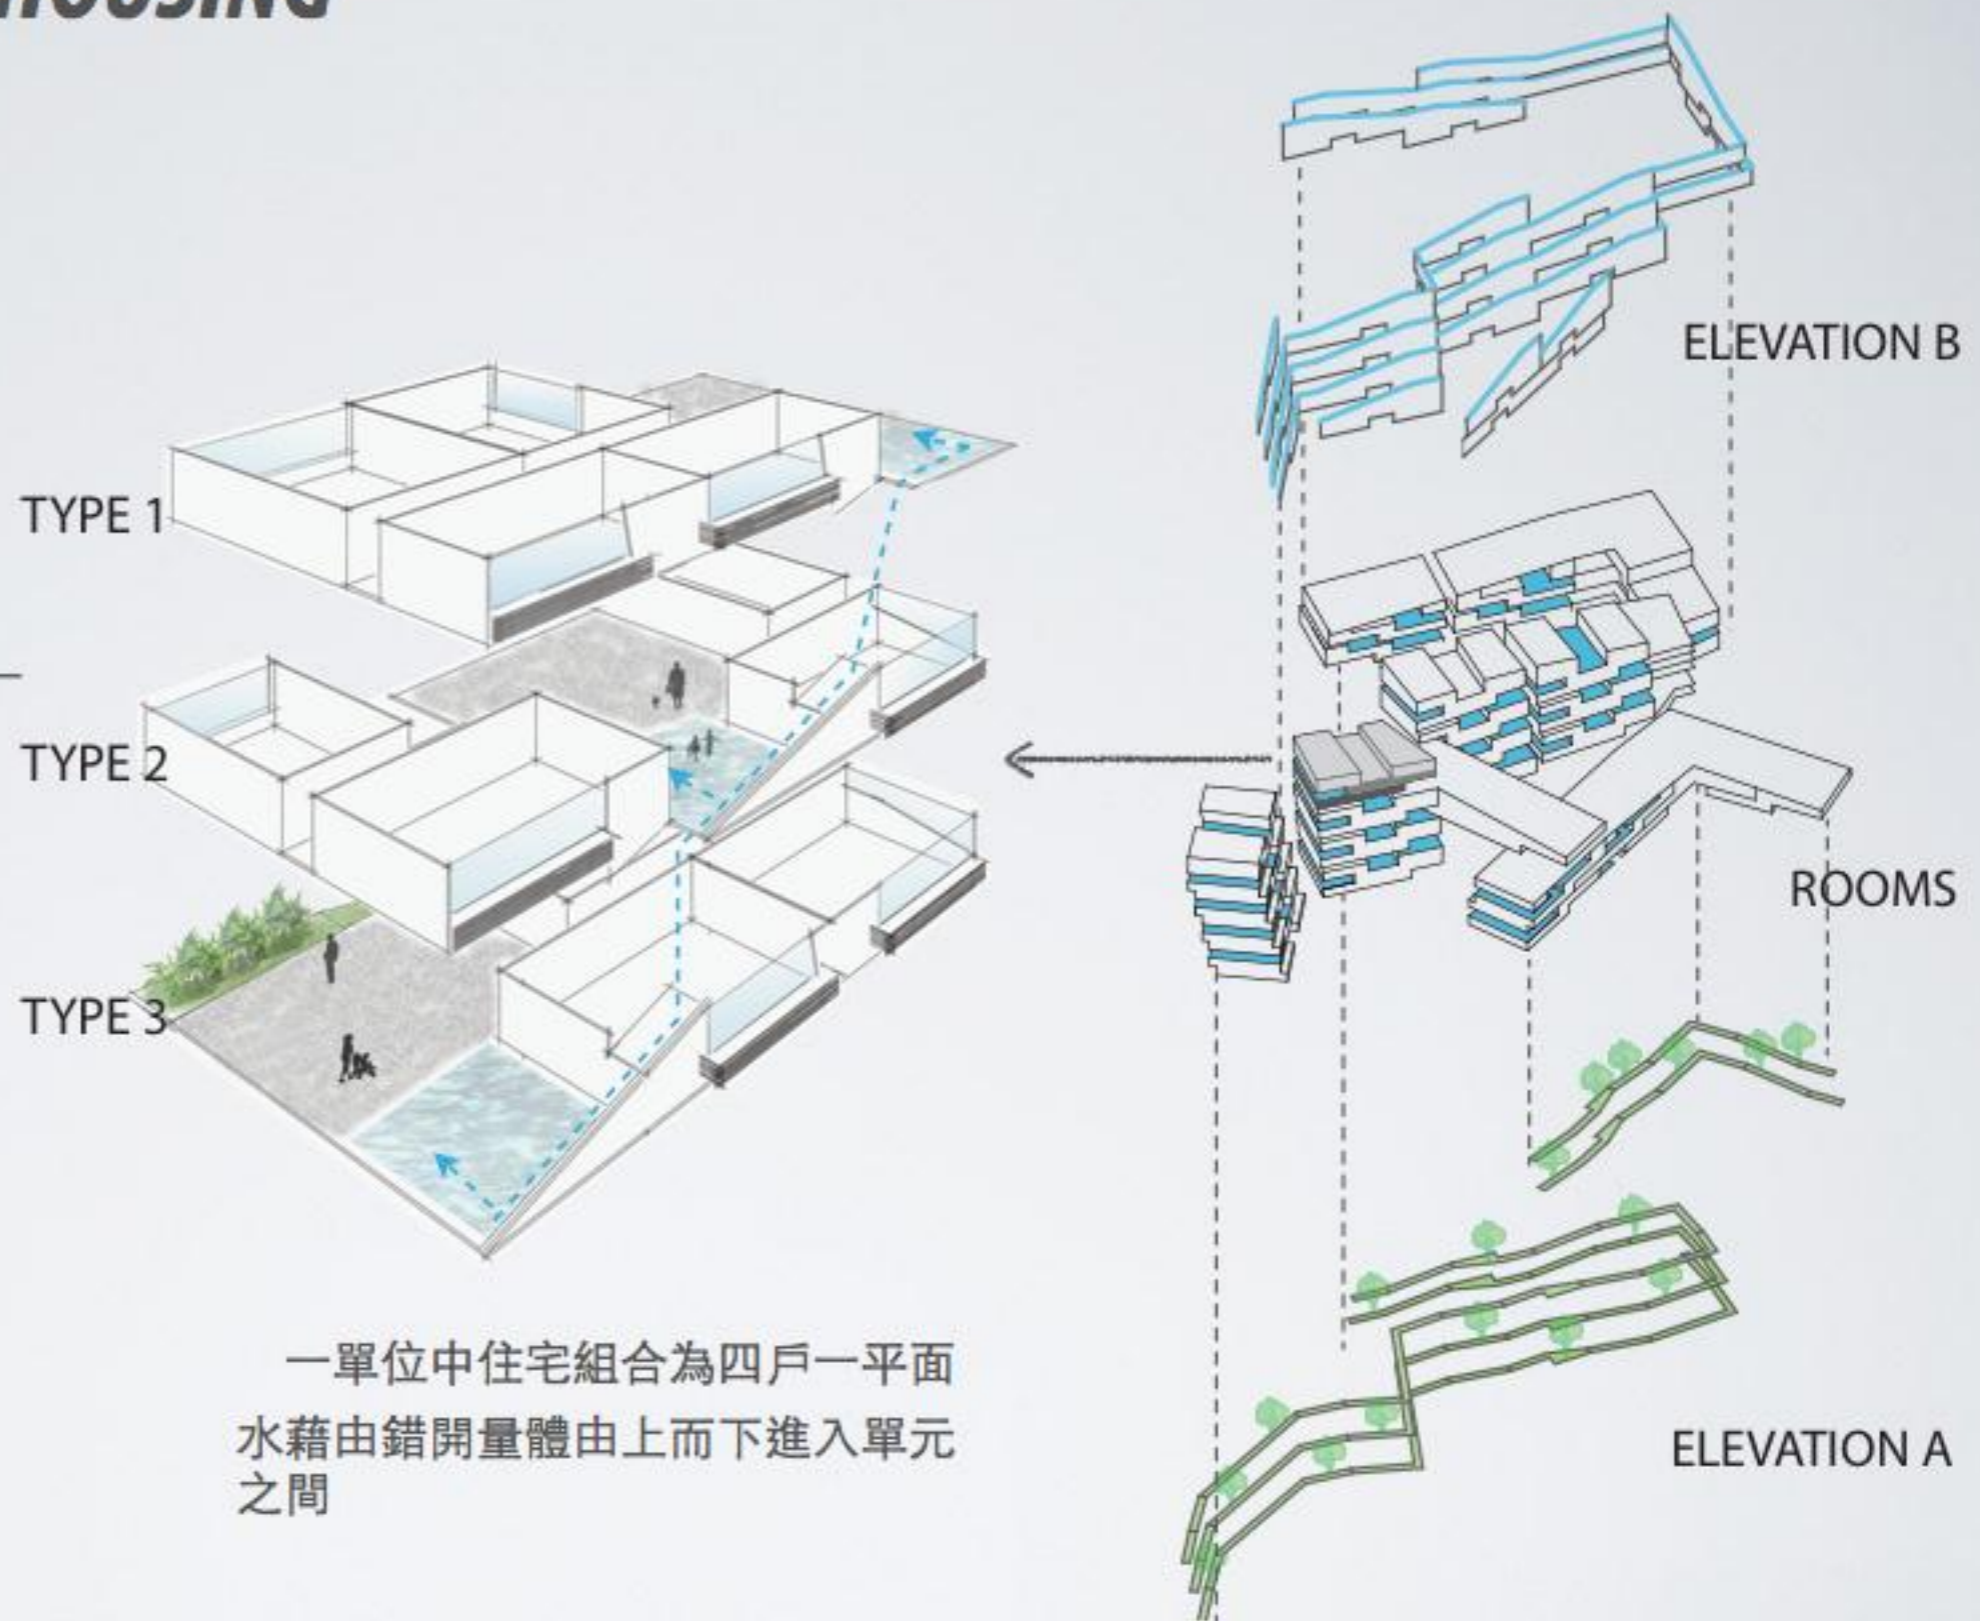 HOUSING
ELEVATION B
TYPE 1
TYPE 2
ROOMS
TYPE 3
一單位中住宅組合為四戶一平面
水藉由錯開量體由上而下進入單元
之間
ELEVATION A